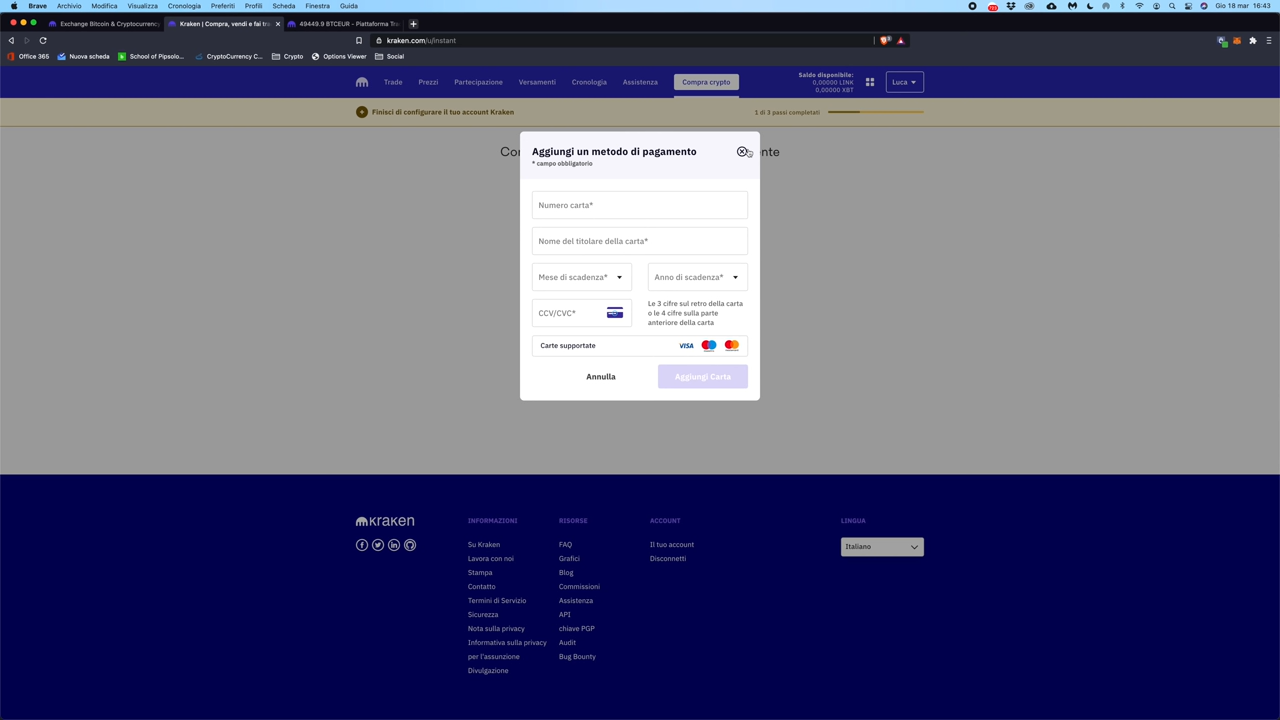 Brave Archivio Modifica Visualizza Cronologia Preferiti Profili Scheda Finestra Guida Gio 18 mar 16:43
Exchange Bitcoin & Cryptocurrency
Kraken | Compra, vendi e fai tra
49449.9 BTCEUR - Piattaforma Tra
kraken.com/u/instant
Office 365 Nuova scheda School of Pipsolo... CryptoCurrency C... Crypto Options Viewer Social
Trade Prezzi Partecipazione Versamenti Cronologia Assistenza Compra crypto
Saldo disponibile:
0,00000 LINK
0,00000 XBT
Luca
Finisci di configurare il tuo account Kraken
1 di 3 passi completati
Aggiungi un metodo di pagamento
* campo obbligatorio
Numero carta*
Nome del titolare della carta*
Mese di scadenza* Anno di scadenza*
CCV/CVC*
Le 3 cifre sul retro della carta
o le 4 cifre sulla parte
anteriore della carta
Carte supportate VISA
Annulla Aggiungi Carta
kraken
INFORMAZIONI
Su Kraken
Lavora con noi
Stampa
Contatto
Termini di Servizio
Sicurezza
Nota sulla privacy
Informativa sulla privacy
per l'assunzione
Divulgazione
RISORSE
FAQ
Grafici
Blog
Commissioni
Assistenza
API
chiave PGP
Audit
Bug Bounty
ACCOUNT
Il tuo account
Disconnetti
LINGUA
Italiano